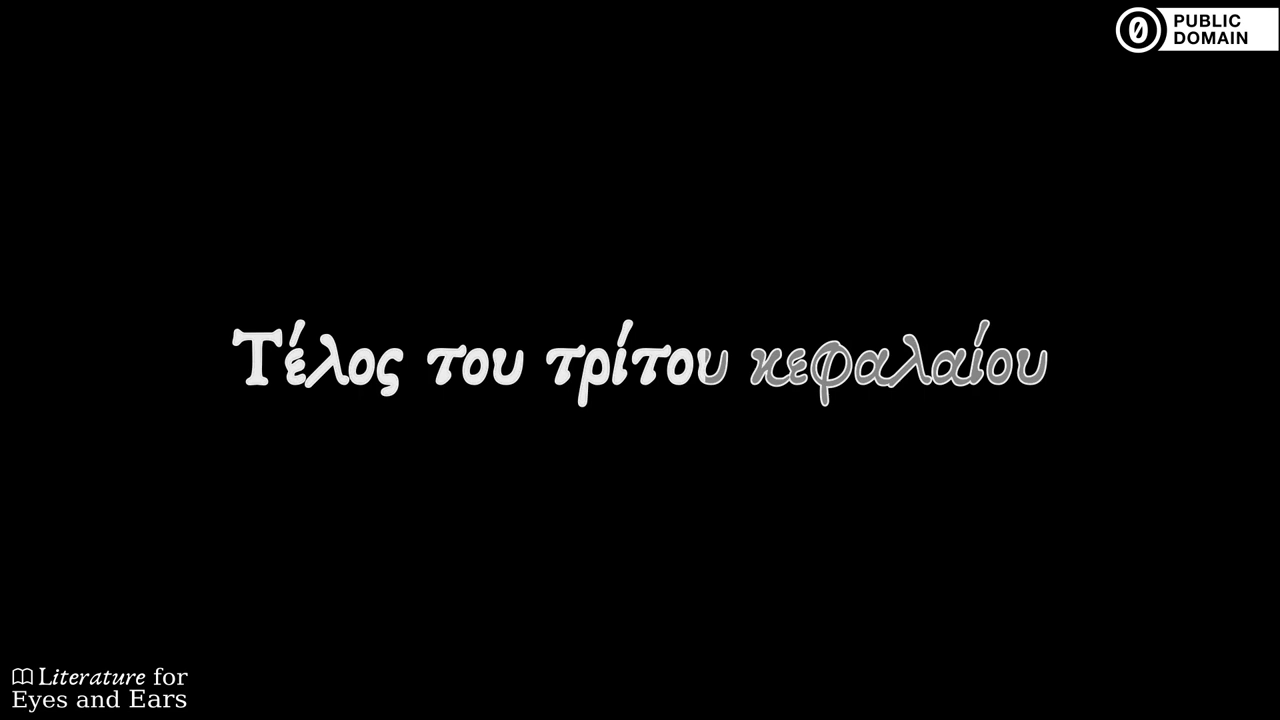 PUBLIC
DOMAIN
Τέλος του τρίτου κεφαλαίου
Literature for
Eyes and Ears